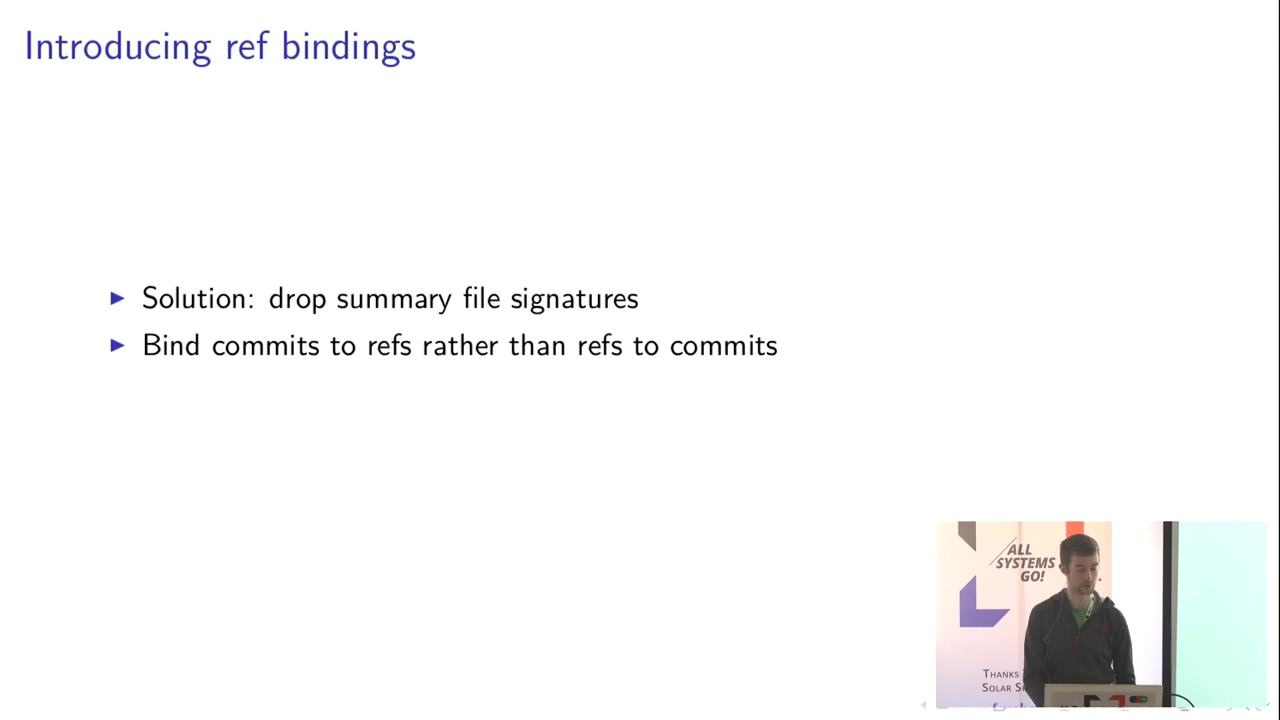 Introducing ref bindings
Solution: drop summary file signatures
Bind commits to refs rather than refs to commits
ALL
SYSTEMS
GO!
THANKS
SOLAR